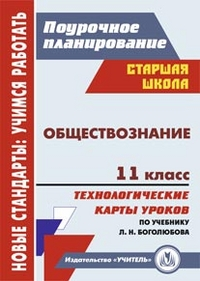 НОВЫЕ СТАНДАРТЫ: УЧИМСЯ РАБОТАТЬ
Поурочное
планирование
СТАРШАЯ
ШКОЛА
ОБЩЕСТВОЗНАНИЕ
11 класс
ТЕХНОЛОГИЧЕСКИЕ
КАРТЫ УРОКОВ
ПО УЧЕБНИКУ
Л. Н. БОГОЛЮБОВА
Издательство «УЧИТЕЛЬ»